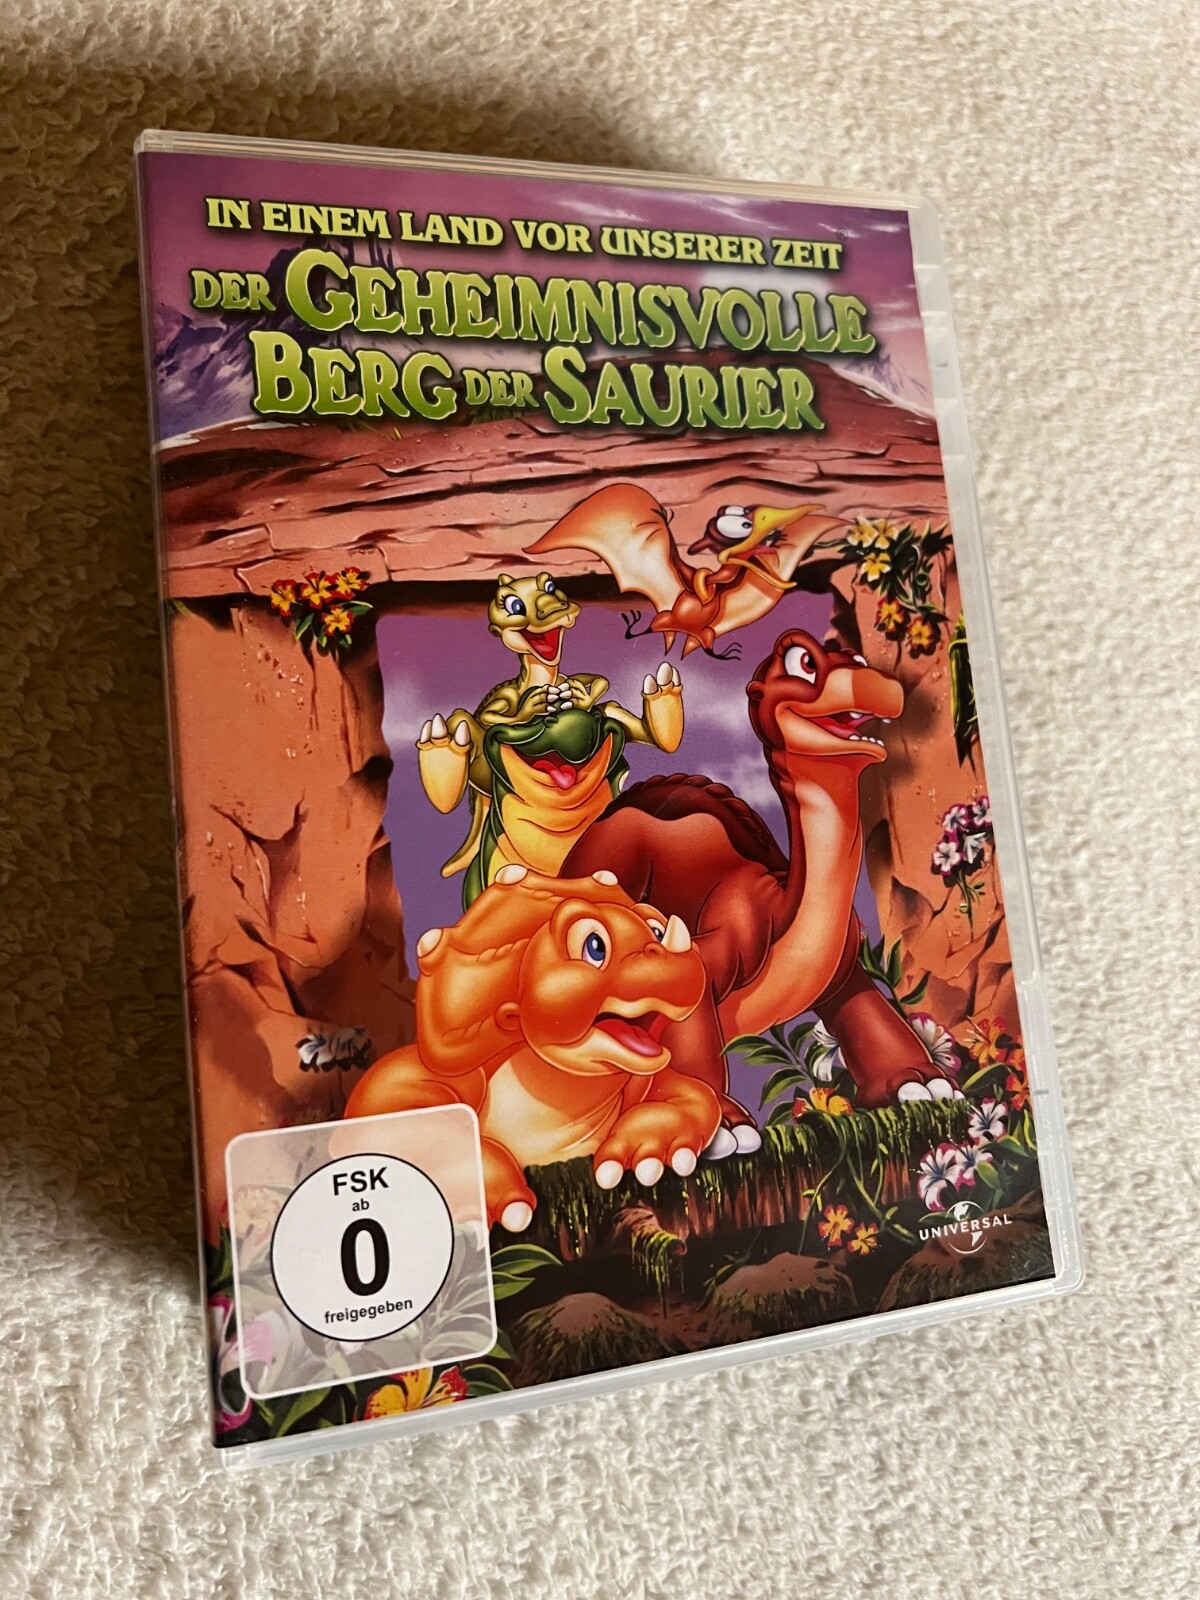 IN EINEM LAND VOR UNSERER ZEIT
DER GEHEIMNISVOLLE
BERG DER SAURIER
FSK
ab
0
freigegeben
UNIVERSAL